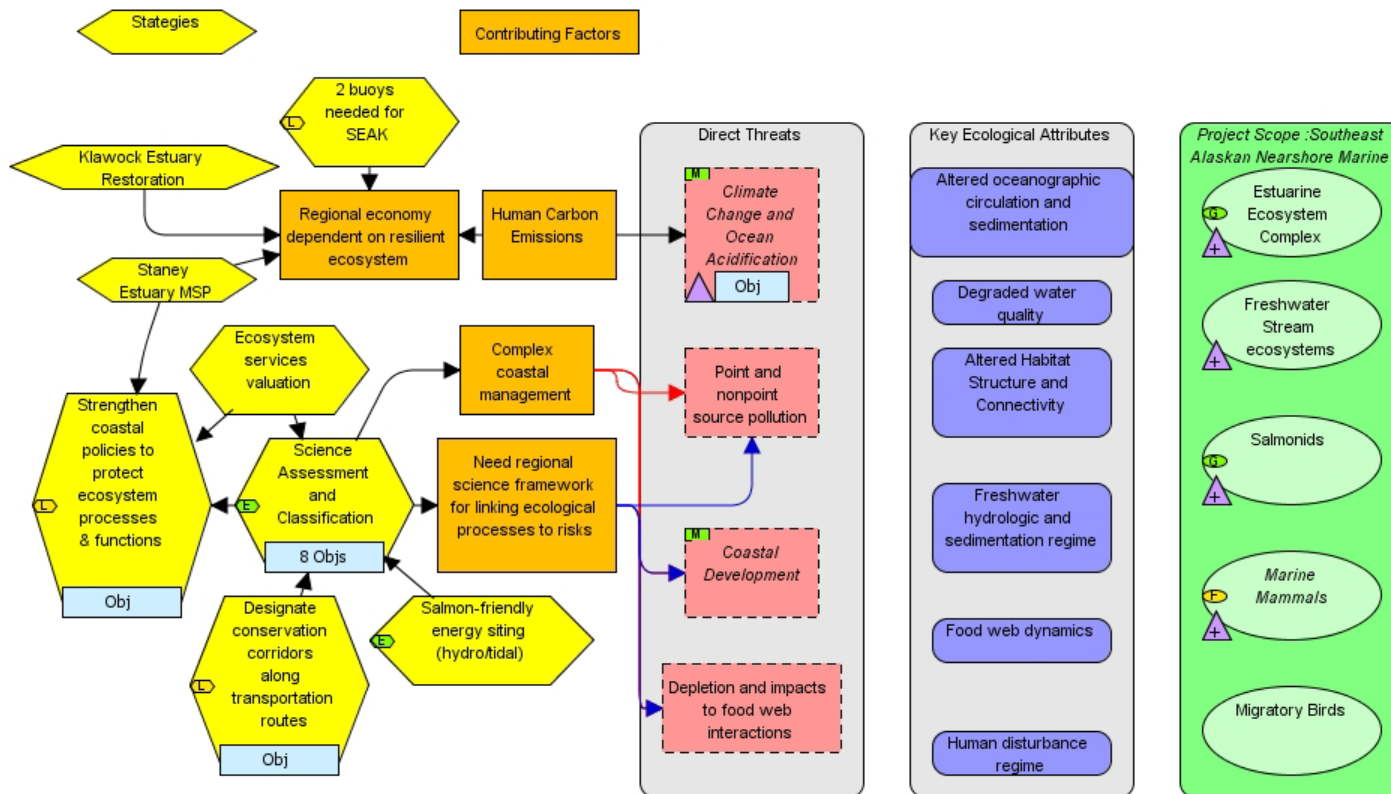 Stategies
Contributing Factors
2 buoys
needed for
SEAK
L
Klawock Estuary
Restoration
Regional economy
dependent on resilient
ecosystem
Human Carbon
Emissions
Staney
Estuary MSP
Ecosystem
services
valuation
Complex
coastal
management
Strengthen
coastal
policies to
protect
ecosystem
processes
& functions
L
Obj
Science
Assessment
and
Classification
E
8 Objs
Need regional
science framework
for linking ecological
processes to risks
Designate
conservation
corridors
along
transportation
routes
L
Obj
Salmon-friendly
energy siting
(hydro/tidal)
E
Direct Threats
M
Climate
Change and
Ocean
Acidification
Obj
Point and
nonpoint
source pollution
M
Coastal
Development
Depletion and impacts
to food web
interactions
Key Ecological Attributes
Altered oceanographic
circulation and
sedimentation
Degraded water
quality
Altered Habitat
Structure and
Connectivity
Freshwater
hydrologic and
sedimentation regime
Food web dynamics
Human disturbance
regime
Project Scope :Southeast
Alaskan Nearshore Marine
Estuarine
Ecosystem
Complex
G
+
Freshwater
Stream
ecosystems
+
Salmonids
G
+
Marine
Mammals
F
+
Migratory Birds